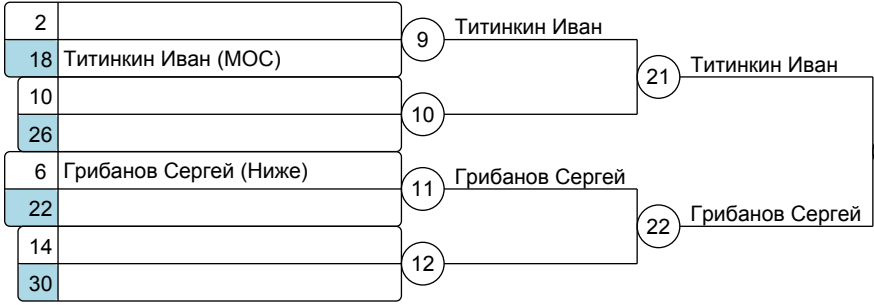 2
9
Титинкин Иван
18 Титинкин Иван (МОС)
21
Титинкин Иван
10
10
26
6 Грибанов Сергей (Ниже)
11
Грибанов Сергей
22
22
Грибанов Сергей
14
12
30